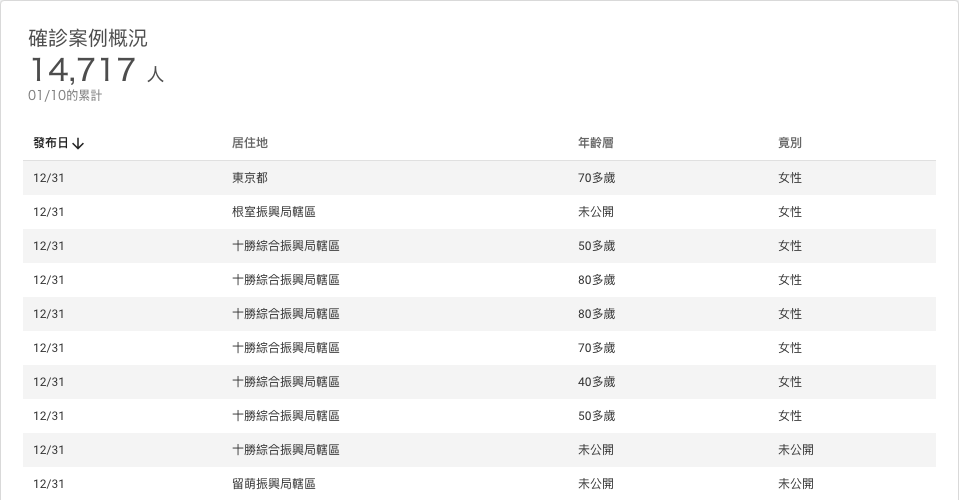 確診案例概況
14,717 人
01/10的累計
發布日↓ 居住地 年齡層 竟別
12/31 東京都 70多歲 女性
12/31 根室振興局轄區 未公開 女性
12/31 十勝綜合振興局轄區 50多歲 女性
12/31 十勝綜合振興局轄區 80多歲 女性
12/31 十勝綜合振興局轄區 80多歲 女性
12/31 十勝綜合振興局轄區 70多歲 女性
12/31 十勝綜合振興局轄區 40多歲 女性
12/31 十勝綜合振興局轄區 50多歲 女性
12/31 十勝綜合振興局轄區 未公開 未公開
12/31 留萌振興局轄區 未公開 未公開